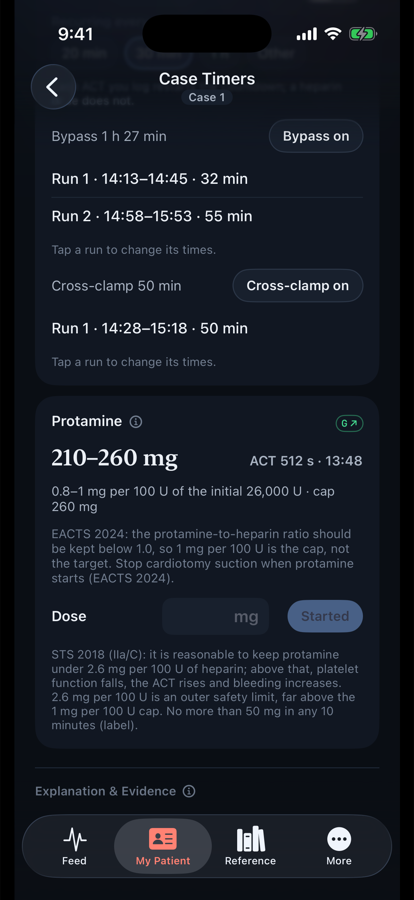 9:41
Case Timers
Case 1
does not.
Bypass 1 h 27 min
Bypass on
Run 1 · 14:13–14:45 · 32 min
Run 2 · 14:58–15:53 · 55 min
Tap a run to change its times.
Cross-clamp 50 min
Cross-clamp on
Run 1 · 14:28–15:18 · 50 min
Tap a run to change its times.
Protamine
G
210–260 mg
ACT 512 s · 13:48
0.8–1 mg per 100 U of the initial 26,000 U · cap
260 mg
EACTS 2024: the protamine-to-heparin ratio should
be kept below 1.0, so 1 mg per 100 U is the cap, not
the target. Stop cardiotomy suction when protamine
starts (EACTS 2024).
Dose
mg
Started
STS 2018 (IIa/C): it is reasonable to keep protamine
under 2.6 mg per 100 U of heparin; above that, platelet
function falls, the ACT rises and bleeding increases.
2.6 mg per 100 U is an outer safety limit, far above the
1 mg per 100 U cap. No more than 50 mg in any 10
minutes (label).
Explanation & Evidence
Feed
My Patient
Reference
More